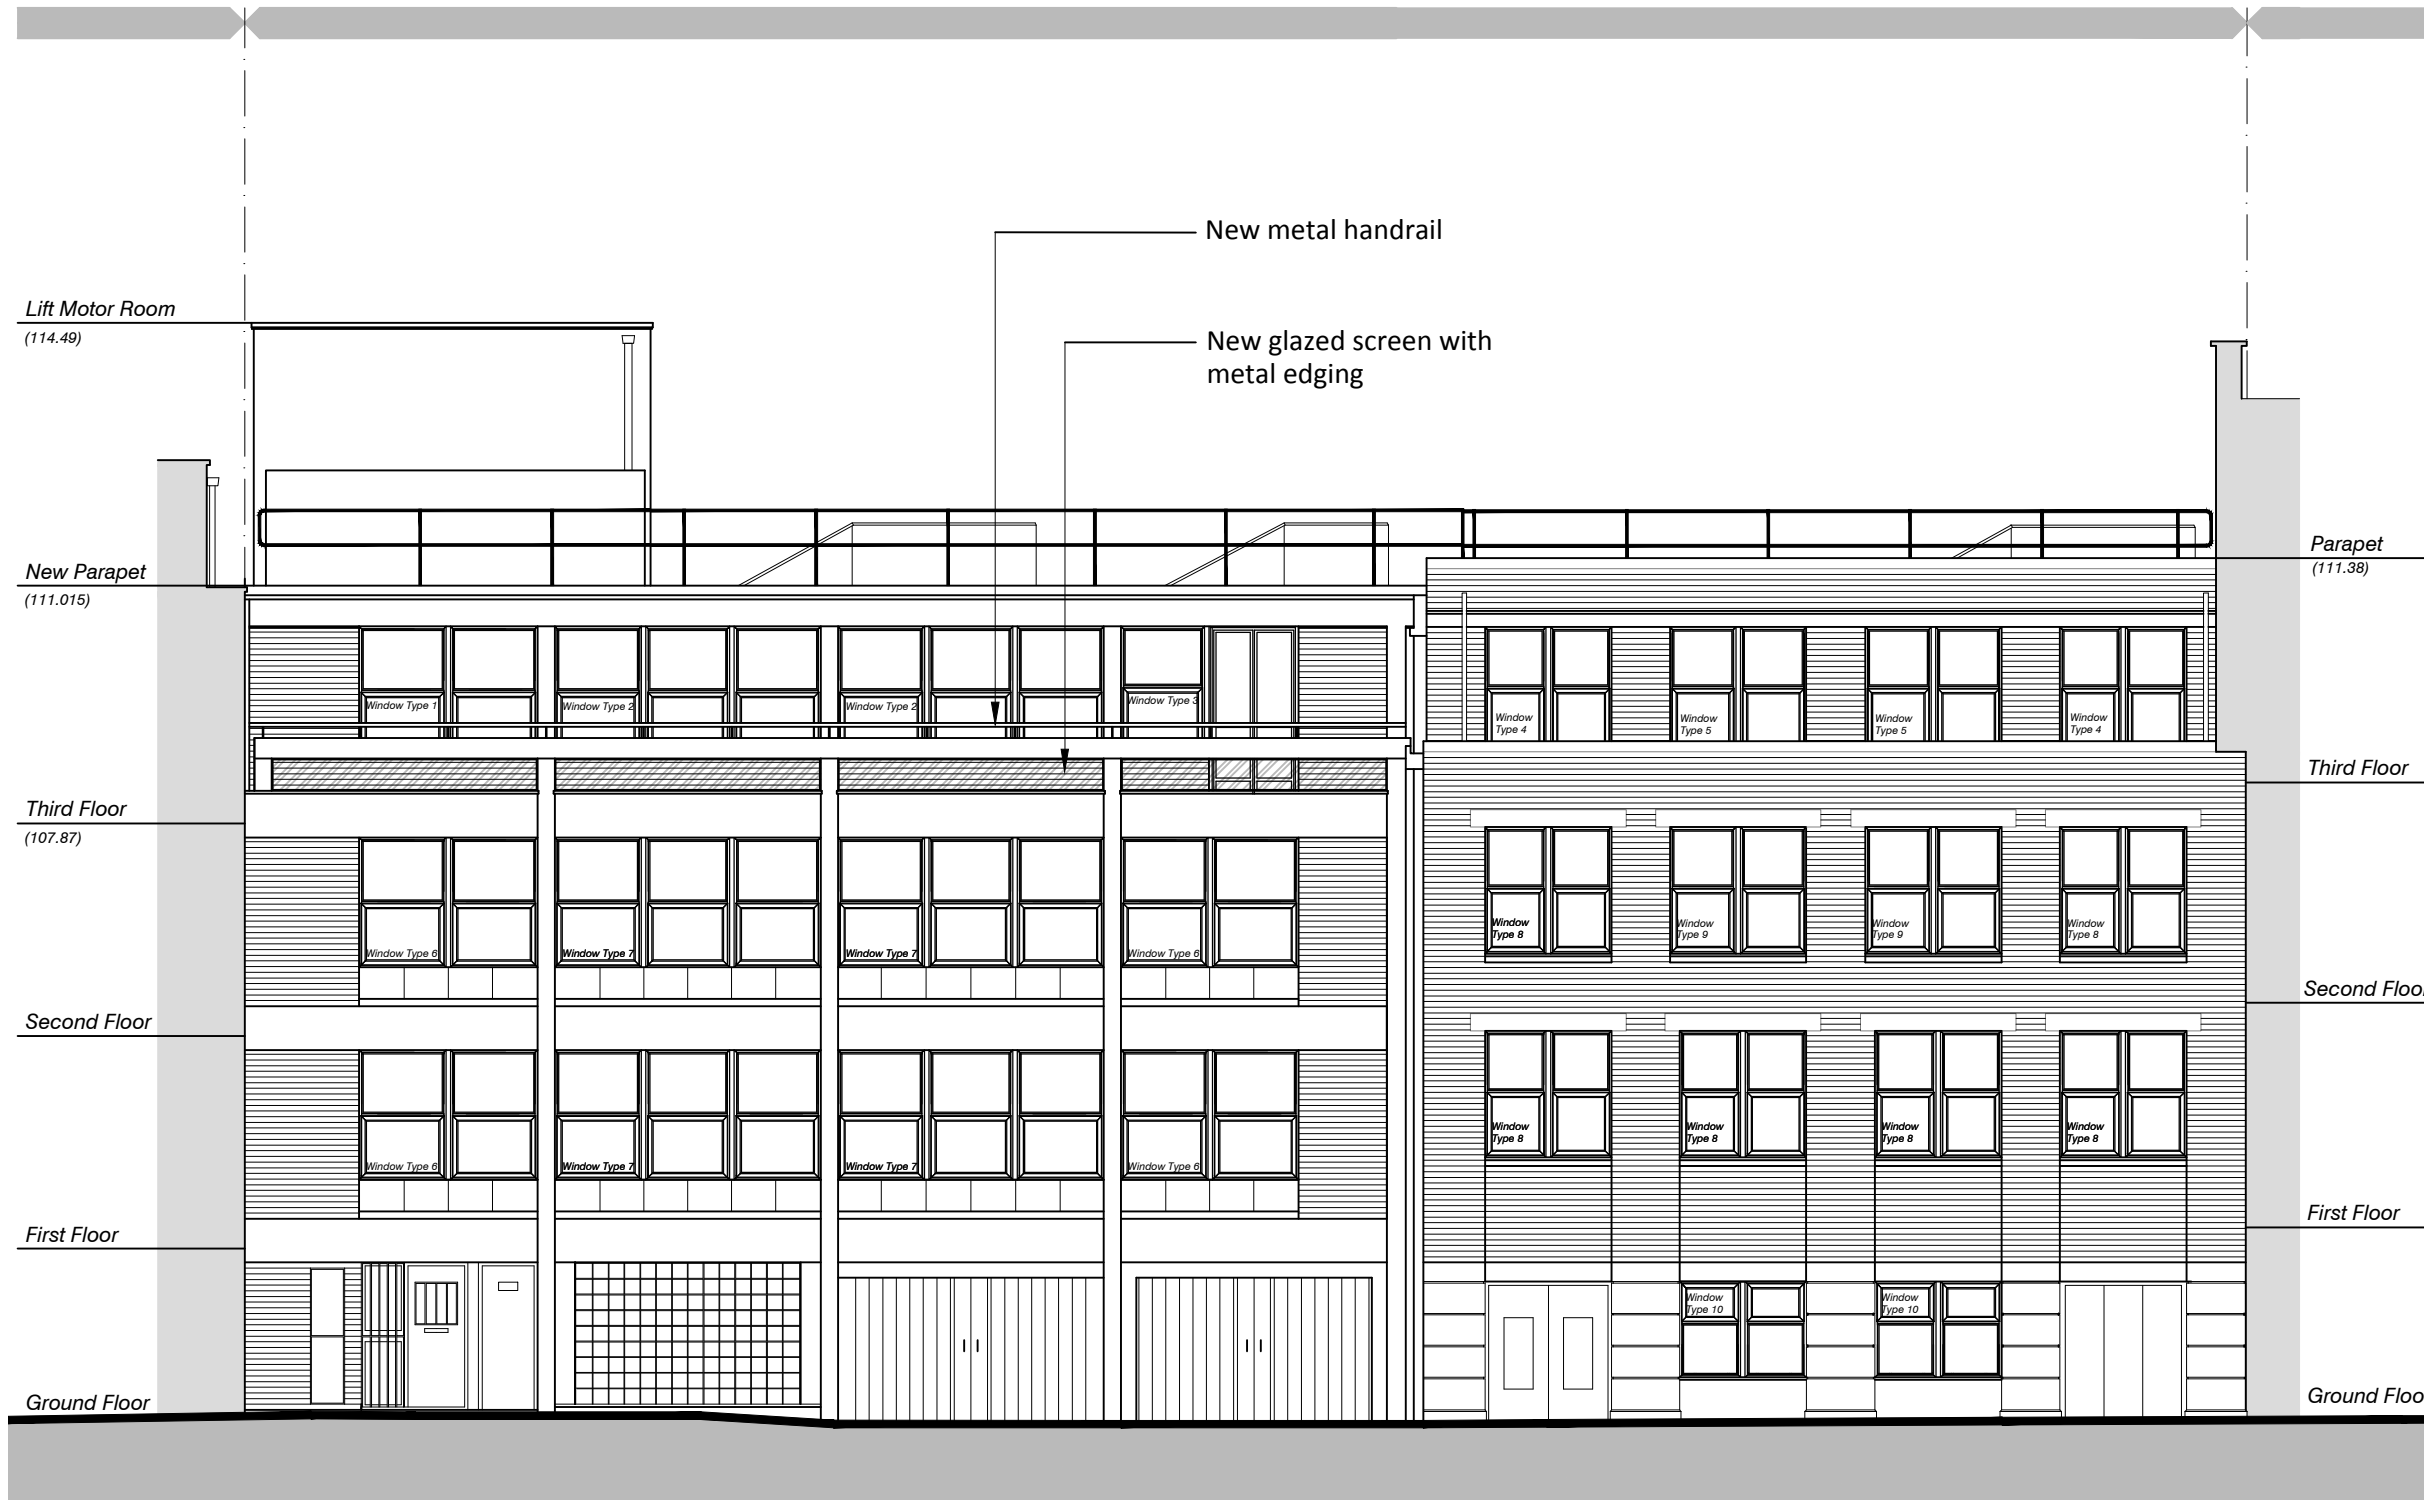 New metal handrail
Lift Motor Room
(114.49)
New glazed screen with
metal edging
New Parapet
(111.015)
Parapet
(111.38)
Window Type 1
Window Type 2
Window Type 2
Window Type 3
Window
Type 4
Window
Type 5
Window
Type 5
Window
Type 4
Third Floor
(107.87)
Third Floor
Window Type 6
Window Type 7
Window Type 7
Window Type 6
Window
Type 8
Window
Type 9
Window
Type 9
Window
Type 8
Second Floor
Second Floor
Window Type 6
Window Type 7
Window Type 7
Window Type 6
Window
Type 8
Window
Type 8
Window
Type 8
Window
Type 8
First Floor
First Floor
Window
Type 10
Window
Type 10
Ground Floor
Ground Floo